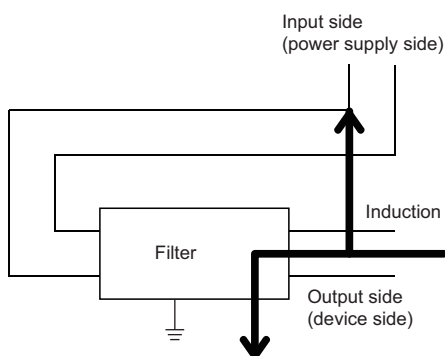 Input side
(power supply side)
Induction
Filter
Output side
(device side)